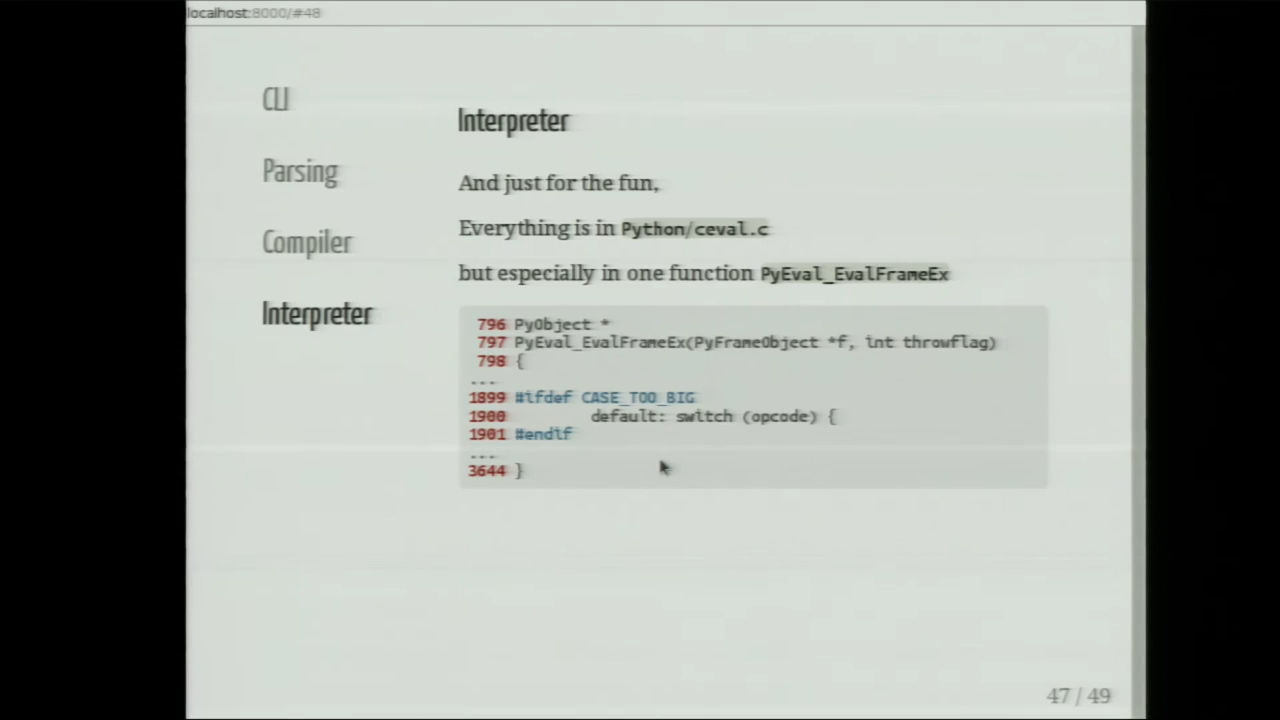 localhost:8000/#48
CLI
Parsing
Compiler
Interpreter
Interpreter
And just for the fun,
Everything is in Python/ceval.c
but especially in one function PyEval_EvalFrameEx
796 PyObject *
797 PyEval_EvalFrameEx(PyFrameObject *f, int throwflag)
798 {
...
1899 #ifdef CASE_TOO_BIG
1900 default: switch (opcode) {
1901 #endif
...
3644 }
47 / 49